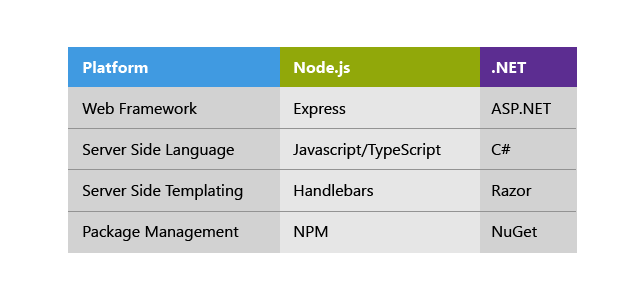 Platform Node.js .NET
Web Framework Express ASP.NET
Server Side Language Javascript/TypeScript C#
Server Side Templating Handlebars Razor
Package Management NPM NuGet